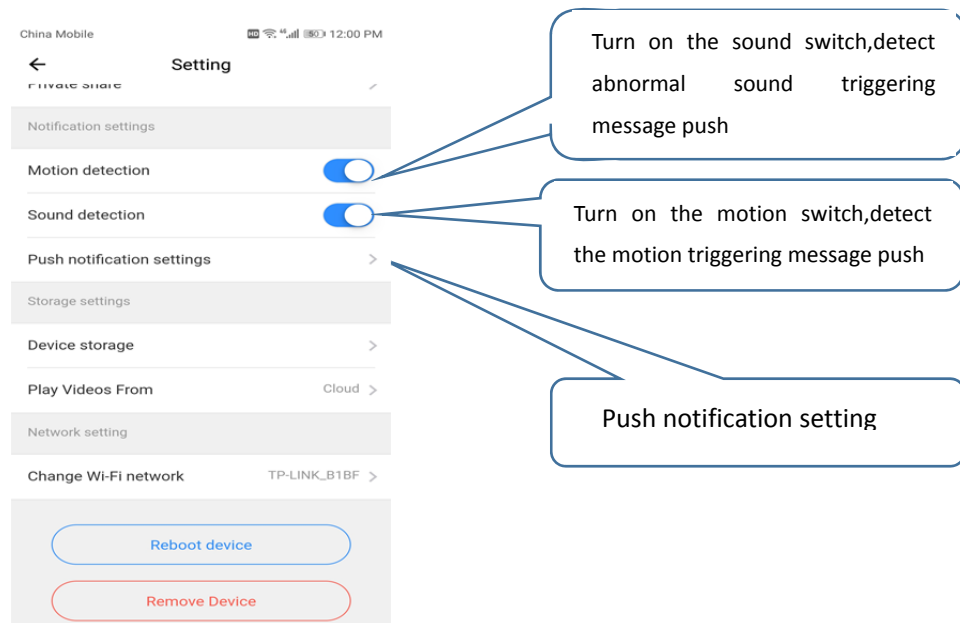 China Mobile HD 46 50 12:00 PM
← Setting
Private share >
Notification settings
Motion detection
Sound detection
Push notification settings >
Storage settings
Device storage >
Play Videos From Cloud >
Network setting
Change Wi-Fi network TP-LINK_B1BF >
Reboot device
Remove Device
Turn on the sound switch,detect
abnormal sound triggering
message push
Turn on the motion switch,detect
the motion triggering message push
Push notification setting